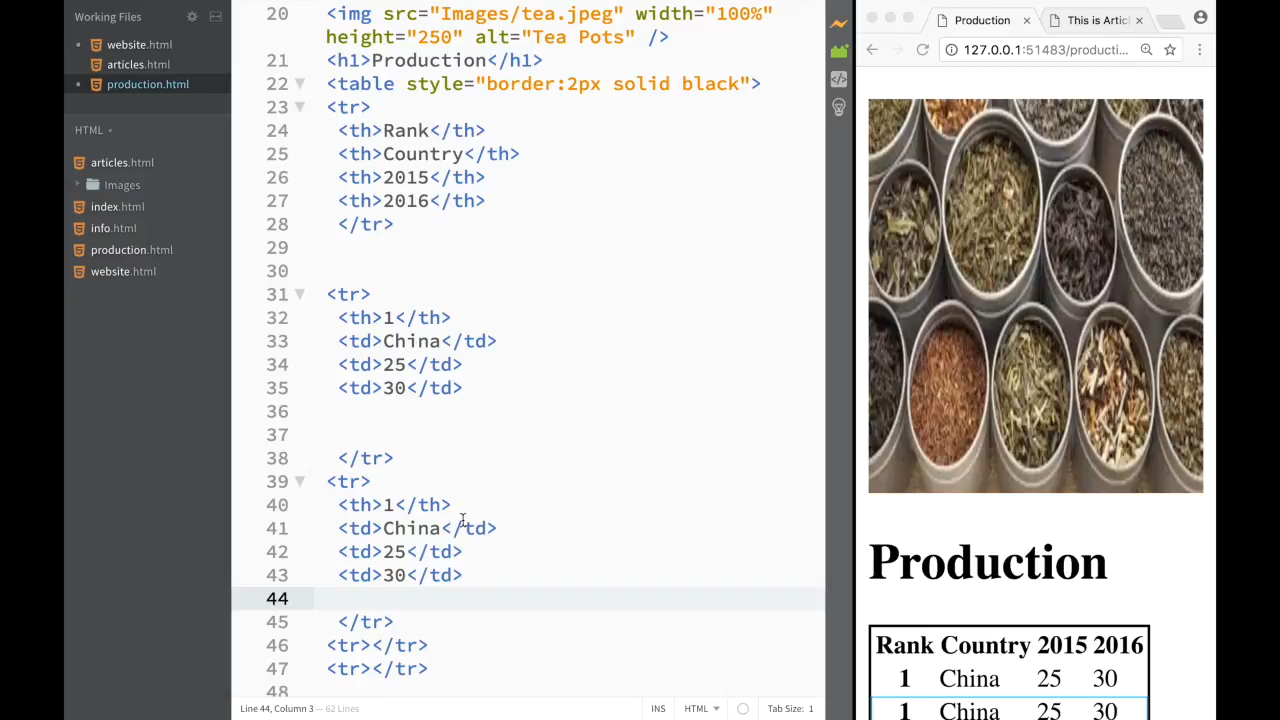 Working Files
website.html
articles.html
production.html
HTML
articles.html
Images
index.html
info.html
production.html
website.html
20 <img src="Images/tea.jpeg" width="100%"
height="250" alt="Tea Pots" />
21 <h1>Production</h1>
22 <table style="border:2px solid black">
23 <tr>
24 <th>Rank</th>
25 <th>Country</th>
26 <th>2015</th>
27 <th>2016</th>
28 </tr>
29
30
31 <tr>
32 <th>1</th>
33 <td>China</td>
34 <td>25</td>
35 <td>30</td>
36
37
38 </tr>
39 <tr>
40 <th>1</th>
41 <td>China</td>
42 <td>25</td>
43 <td>30</td>
44
45 </tr>
46 <tr></tr>
47 <tr></tr>
48
Line 44, Column 3 — 62 Lines
INS HTML Tab Size: 1
Production This is Artic
127.0.0.1:51483/producti...
Production
Rank Country 2015 2016
1 China 25 30
1 China 25 30